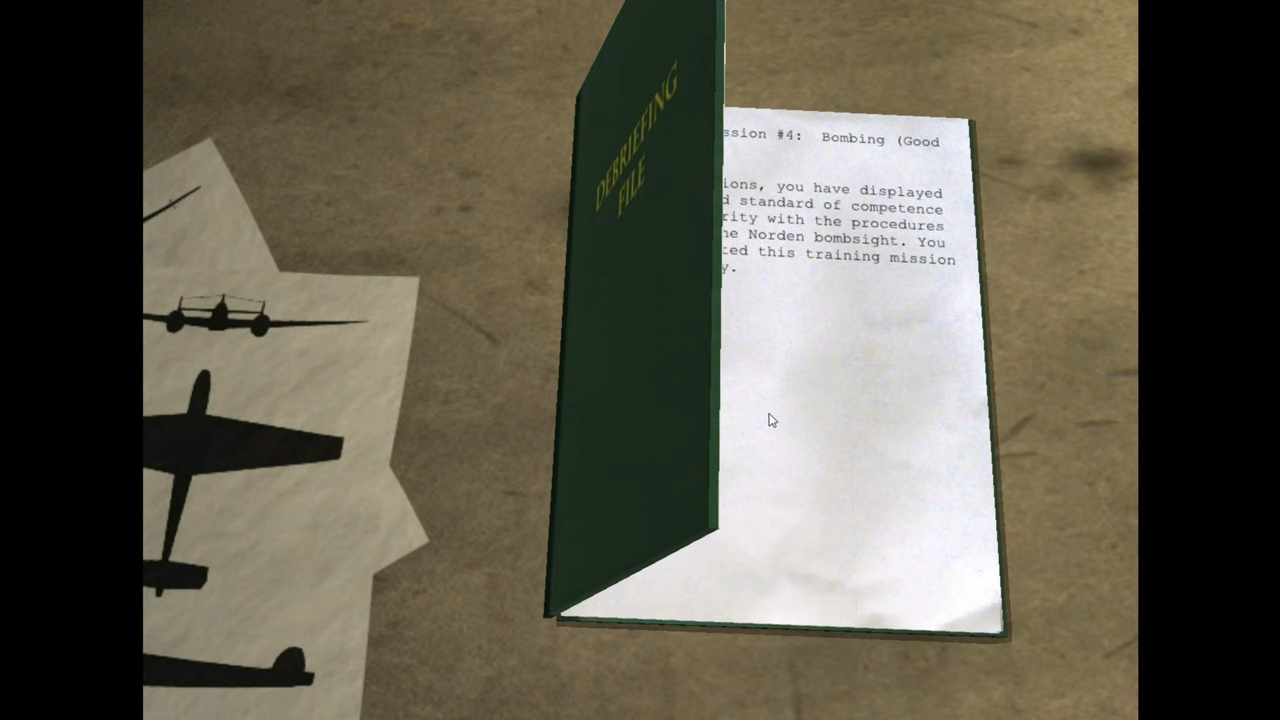 DEBRIEFING
FILE
ssion #4: Bombing (Good
ions, you have displayed
d standard of competence
rity with the procedures
he Norden bombsight. You
ted this training mission
y.